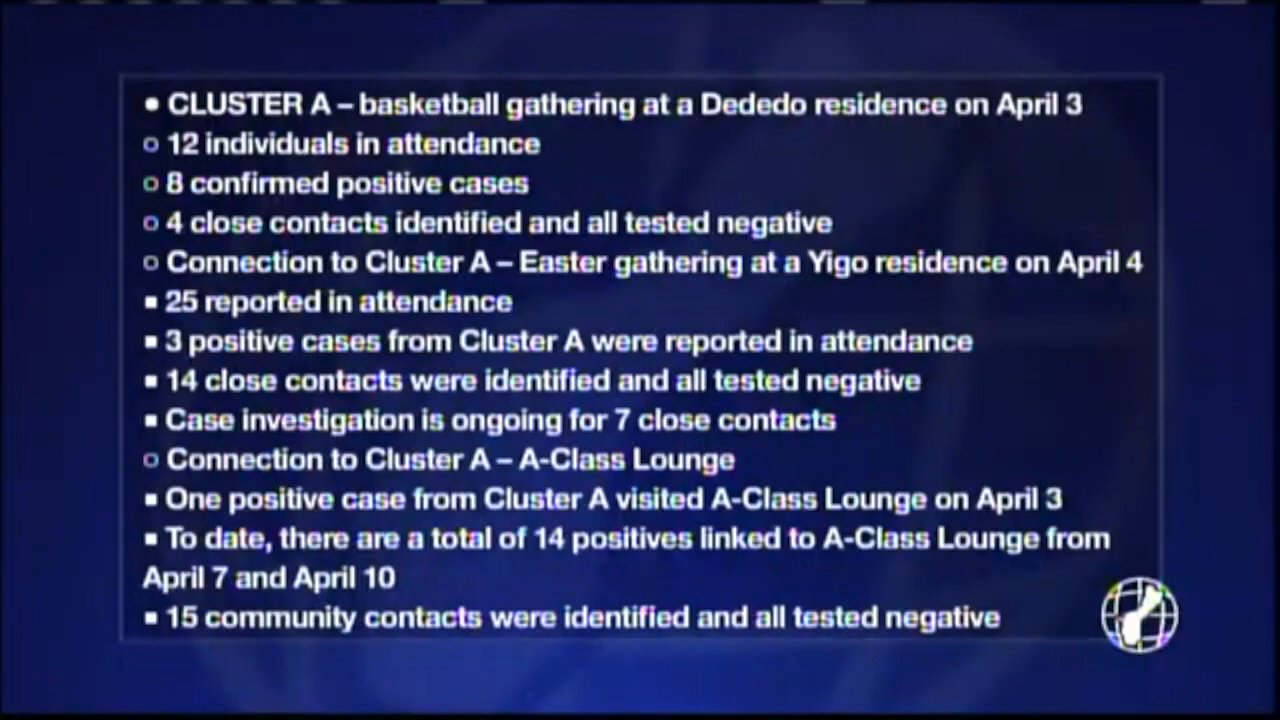 ● CLUSTER A – basketball gathering at a Dededo residence on April 3
○ 12 individuals in attendance
○ 8 confirmed positive cases
○ 4 close contacts identified and all tested negative
○ Connection to Cluster A – Easter gathering at a Yigo residence on April 4
▪ 25 reported in attendance
▪ 3 positive cases from Cluster A were reported in attendance
▪ 14 close contacts were identified and all tested negative
▪ Case investigation is ongoing for 7 close contacts
○ Connection to Cluster A – A-Class Lounge
▪ One positive case from Cluster A visited A-Class Lounge on April 3
▪ To date, there are a total of 14 positives linked to A-Class Lounge from
April 7 and April 10
▪ 15 community contacts were identified and all tested negative